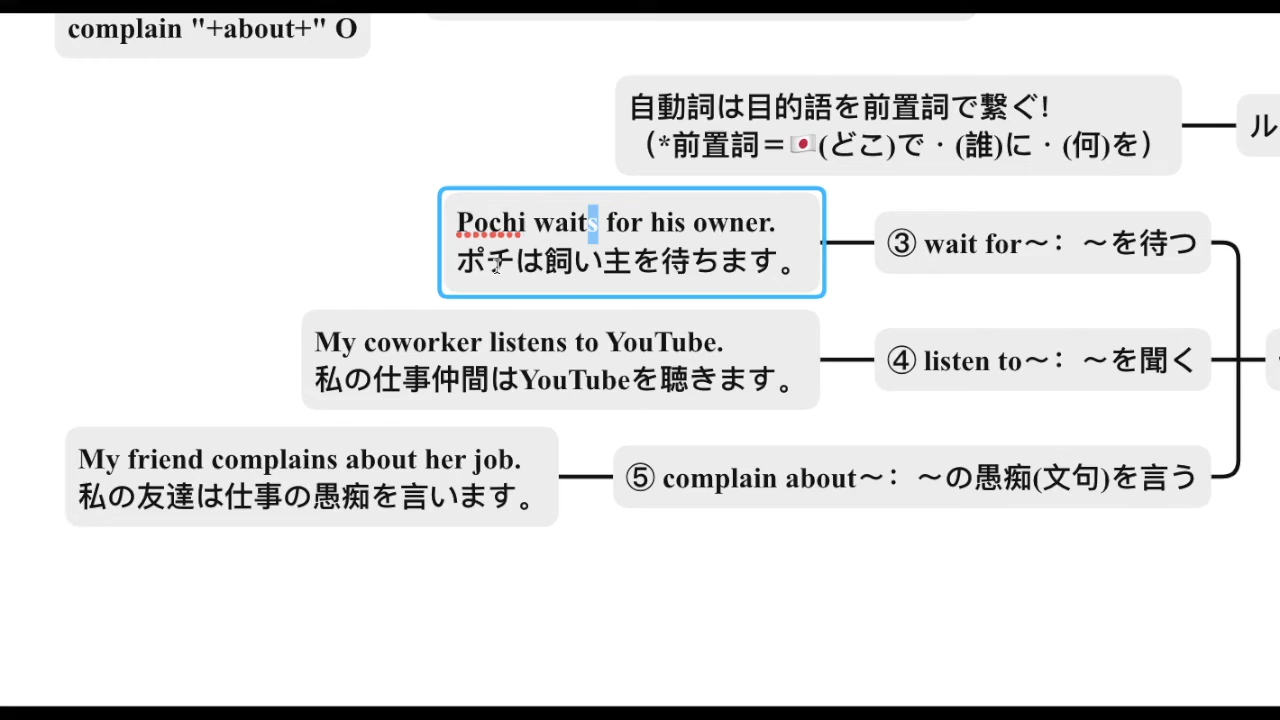 complain "+about+" O
自動詞は目的語を前置詞で繋ぐ!
（*前置詞＝🇯🇵(どこ)で・(誰)に・(何)を）
ル
Pochi waits for his owner.
ポチは飼い主を待ちます。
③ wait for〜： 〜を待つ
My coworker listens to YouTube.
私の仕事仲間はYouTubeを聴きます。
④ listen to〜： 〜を聞く
My friend complains about her job.
私の友達は仕事の愚痴を言います。
⑤ complain about〜： 〜の愚痴(文句)を言う